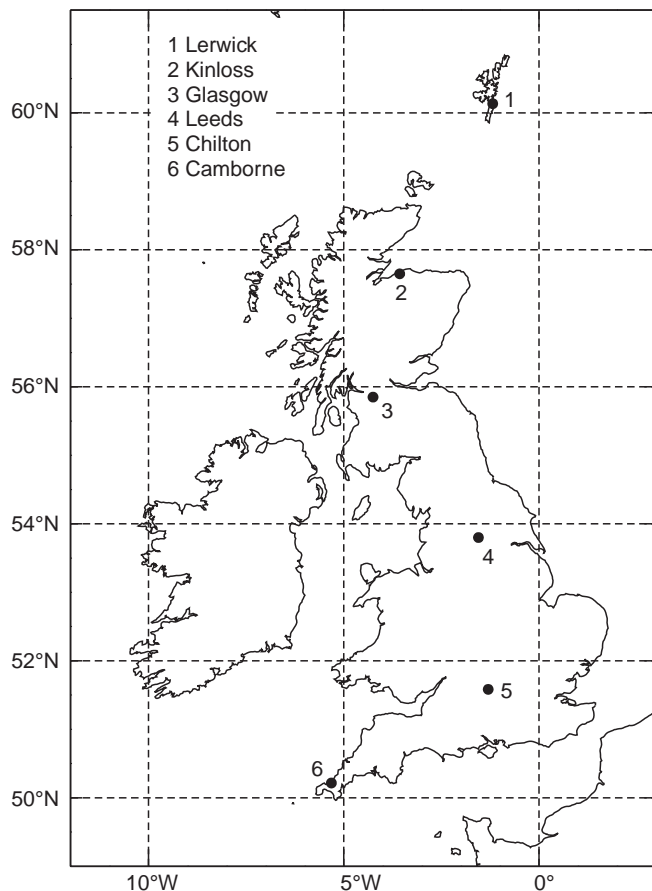 1 Lerwick
2 Kinloss
3 Glasgow
4 Leeds
5 Chilton
6 Camborne
60°N
1
58°N
2
56°N
3
54°N
4
52°N
5
6
50°N
10°W
5°W
0°